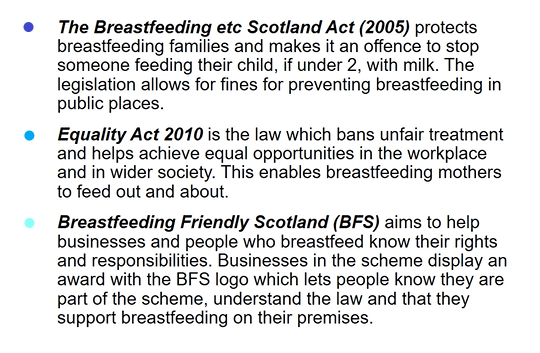 The Breastfeeding etc Scotland Act (2005) protects
breastfeeding families and makes it an offence to stop
someone feeding their child, if under 2, with milk. The
legislation allows for fines for preventing breastfeeding in
public places.
Equality Act 2010 is the law which bans unfair treatment
and helps achieve equal opportunities in the workplace
and in wider society. This enables breastfeeding mothers
to feed out and about.
Breastfeeding Friendly Scotland (BFS) aims to help
businesses and people who breastfeed know their rights
and responsibilities. Businesses in the scheme display an
award with the BFS logo which lets people know they are
part of the scheme, understand the law and that they
support breastfeeding on their premises.